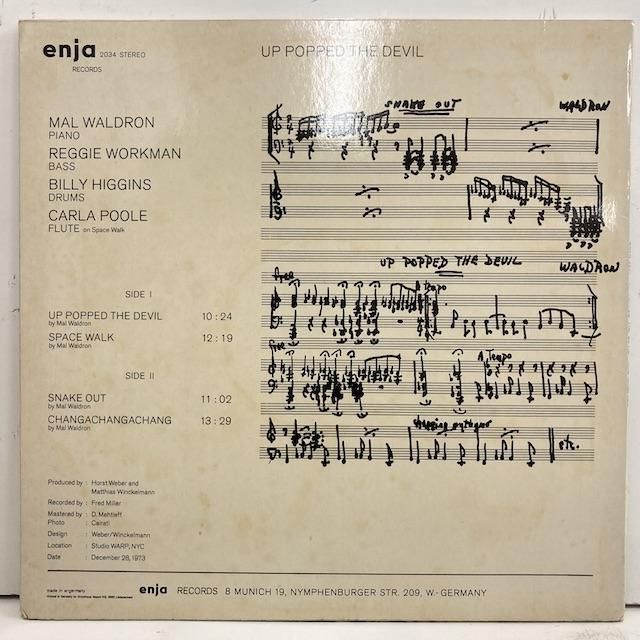 enja 2034 STEREO
RECORDS
UP POPPED THE DEVIL
MAL WALDRON
PIANO
REGGIE WORKMAN
BASS
BILLY HIGGINS
DRUMS
CARLA POOLE
FLUTE on Space Walk
SIDE I
UP POPPED THE DEVIL 10 : 24
by Mal Waldron
SPACE WALK 12 : 19
by Mal Waldron
SIDE II
SNAKE OUT 11 : 02
by Mal Waldron
CHANGACHANGACHANG 13 : 29
by Mal Waldron
SNAKE OUT WALDRON
UP POPPED THE DEVIL WALDRON
free A Tempo
free A Tempo
etc.
Produced by : Horst Weber and
Matthias Winckelmann
Recorded by : Fred Miller
Mastered by : D. Mehtieff
Photo : Cairati
Design : Weber/Winckelmann
Location : Studio WARP, NYC
Date : December 28, 1973
made in w-germany
enja RECORDS 8 MUNICH 19, NYMPHENBURGER STR. 209, W.-GERMANY